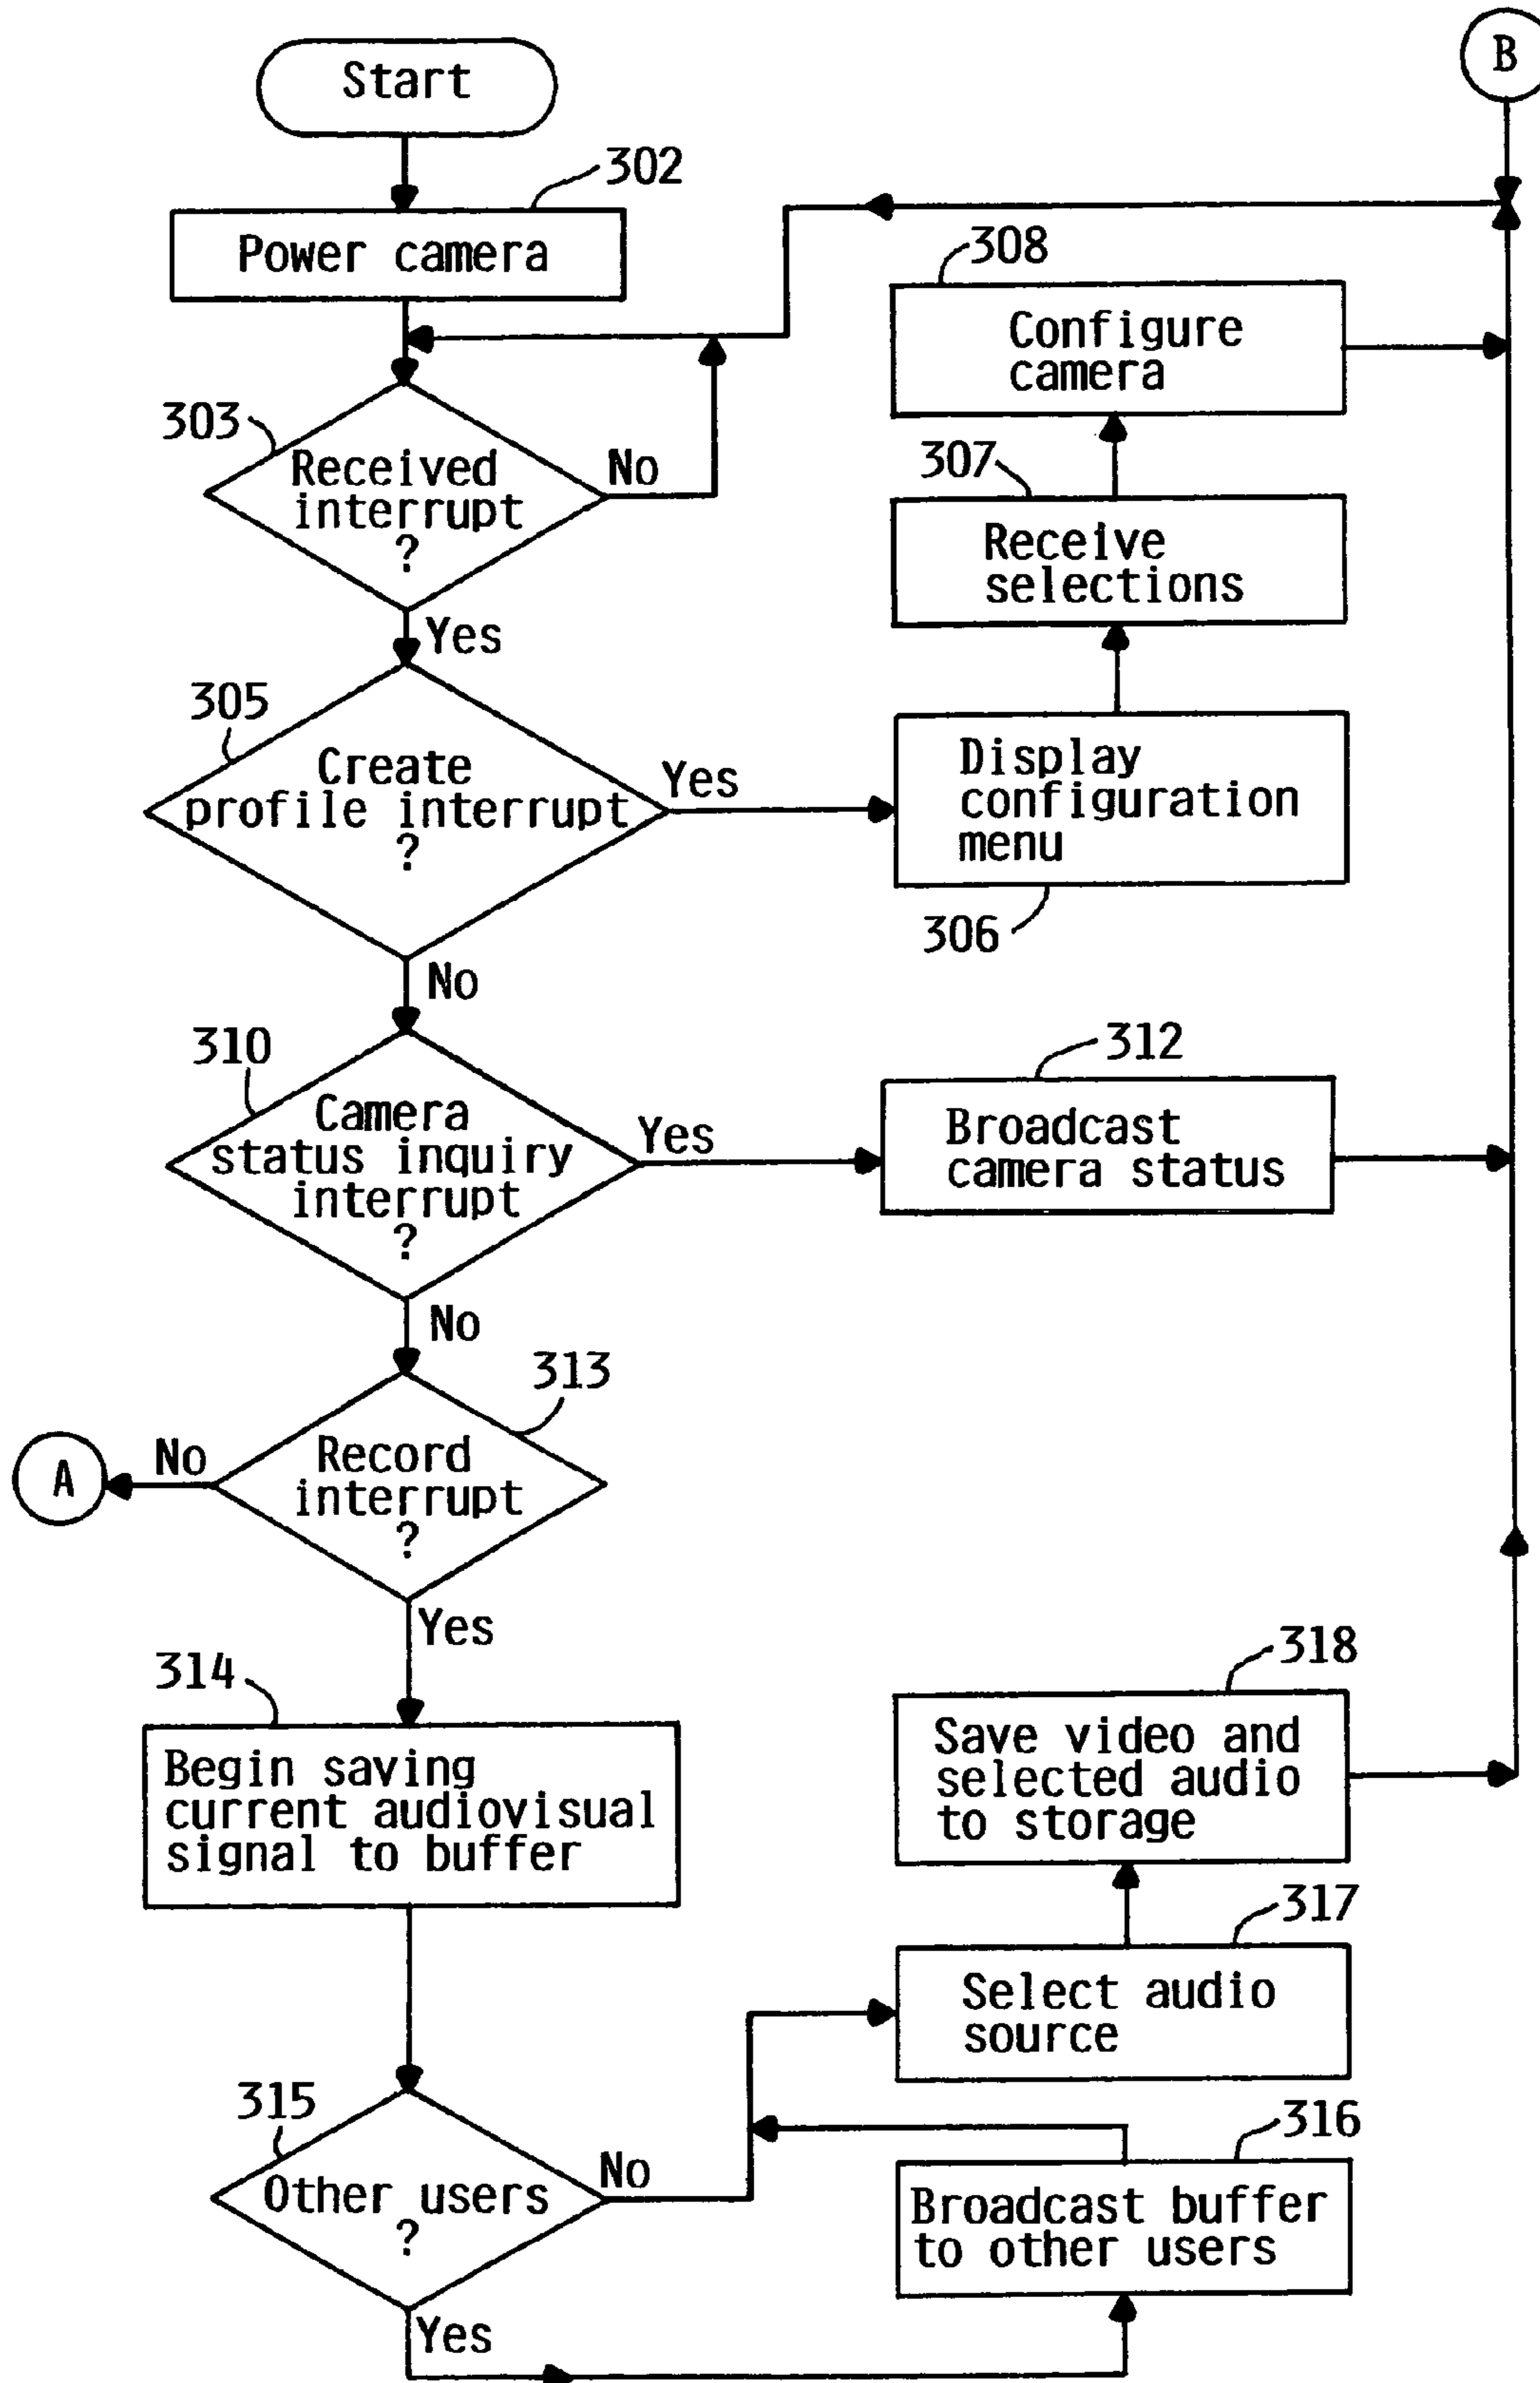 Start
B
302
Power camera
308
Configure
camera
303
Received
interrupt
?
No
Yes
307
Receive
selections
305
Create
profile interrupt
?
Yes
Display
configuration
menu
306
No
310
Camera
status inquiry
interrupt
?
Yes
312
Broadcast
camera status
No
313
Record
interrupt
?
No
A
Yes
314
Begin saving
current audiovisual
signal to buffer
318
Save video and
selected audio
to storage
317
Select audio
source
315
Other users
?
No
316
Broadcast buffer
to other users
Yes